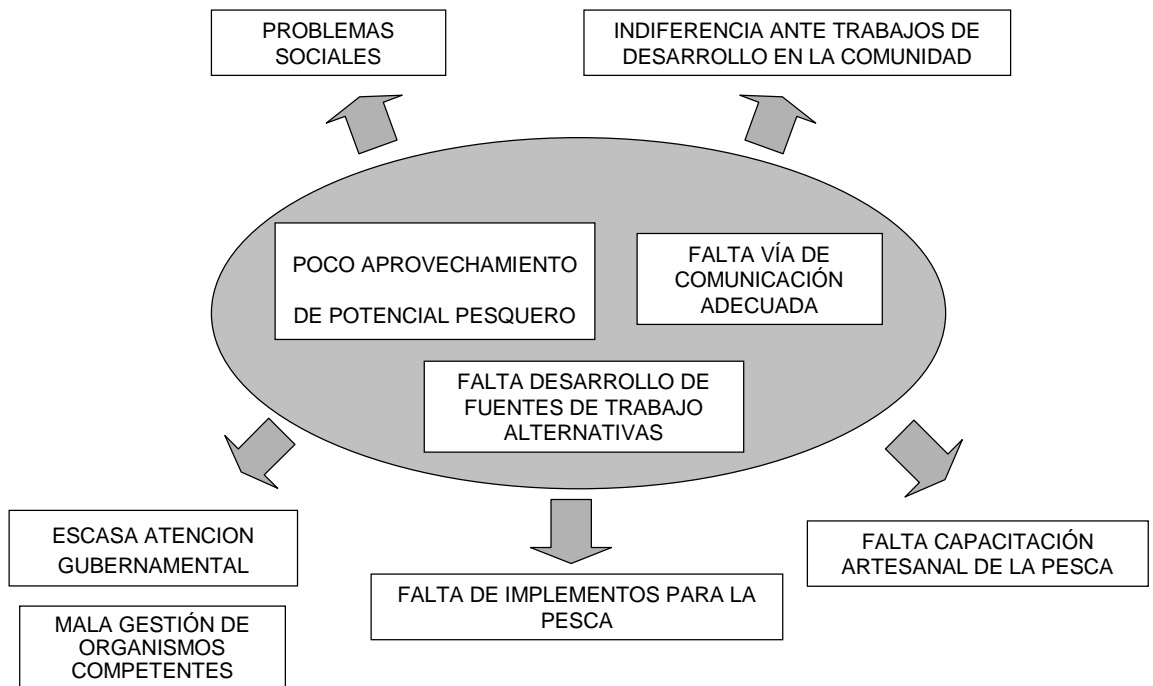 PROBLEMAS
SOCIALES
INDIFERENCIA ANTE TRABAJOS DE
DESARROLLO EN LA COMUNIDAD
POCO APROVECHAMIENTO
DE POTENCIAL PESQUERO
FALTA VÍA DE
COMUNICACIÓN
ADECUADA
FALTA DESARROLLO DE
FUENTES DE TRABAJO
ALTERNATIVAS
ESCASA ATENCION
GUBERNAMENTAL
MALA GESTIÓN DE
ORGANISMOS
COMPETENTES
FALTA DE IMPLEMENTOS PARA LA
PESCA
FALTA CAPACITACIÓN
ARTESANAL DE LA PESCA